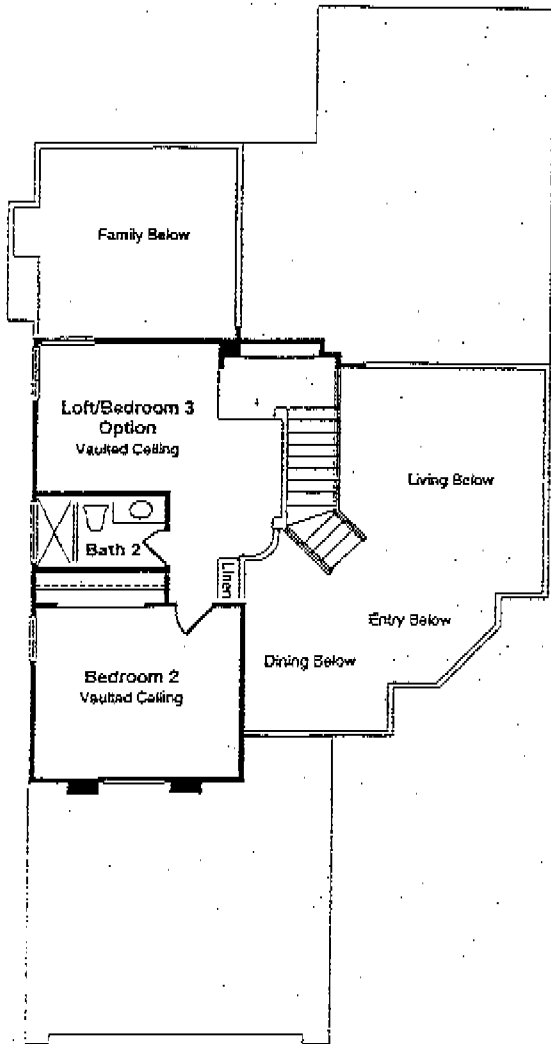 Family Below
Loft/Bedroom 3
Option
Vaulted Ceiling
Living Below
Bath 2
Linen
Entry Below
Dining Below
Bedroom 2
Vaulted Ceiling